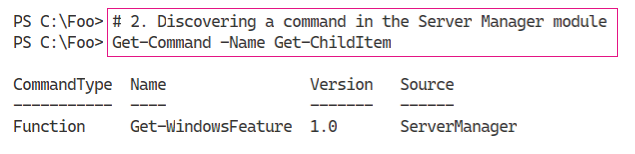 PS C:\Foo> # 2. Discovering a command in the Server Manager module
PS C:\Foo> Get-Command -Name Get-ChildItem
CommandType  Name                Version   Source
-----------  ----                -------   ------
Function     Get-WindowsFeature  1.0       ServerManager